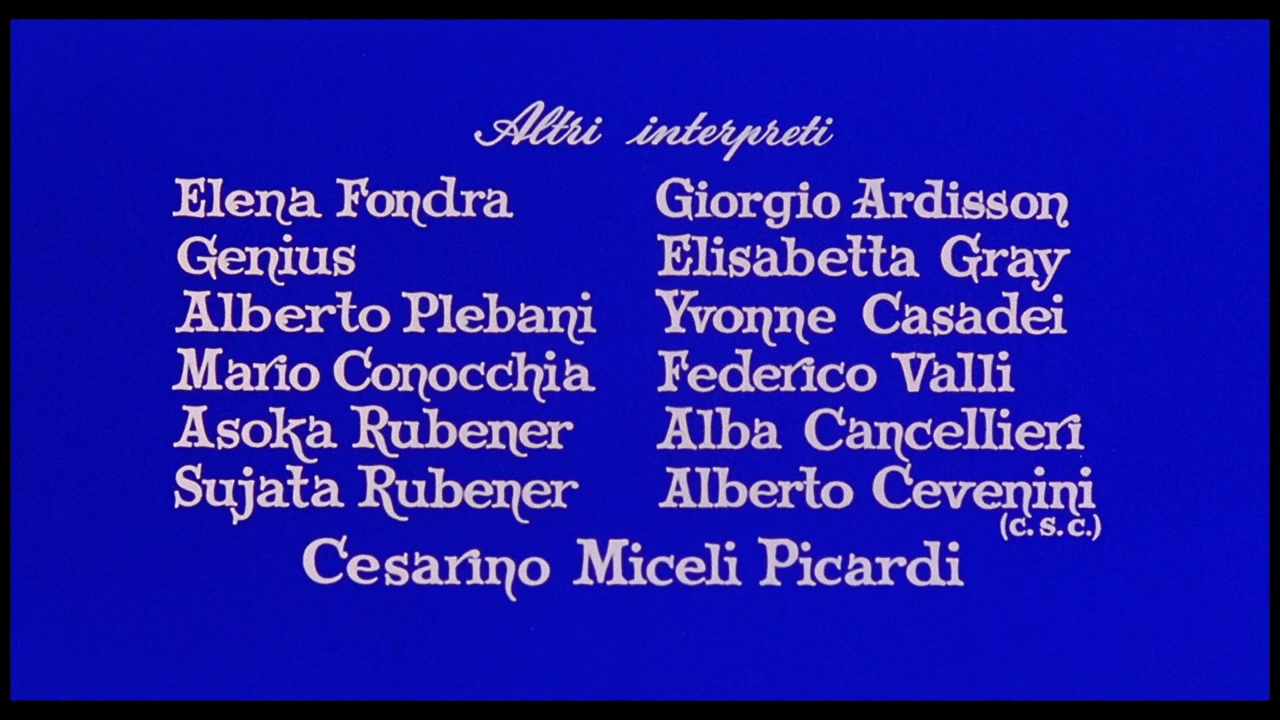 Altri interpreti
Elena Fondra Giorgio Ardisson
Genius Elisabetta Gray
Alberto Plebani Yvonne Casadei
Mario Conocchia Federico Valli
Asoka Rubener Alba Cancellieri
Sujata Rubener Alberto Cevenini
(c. s. c.)
Cesarino Miceli Picardi